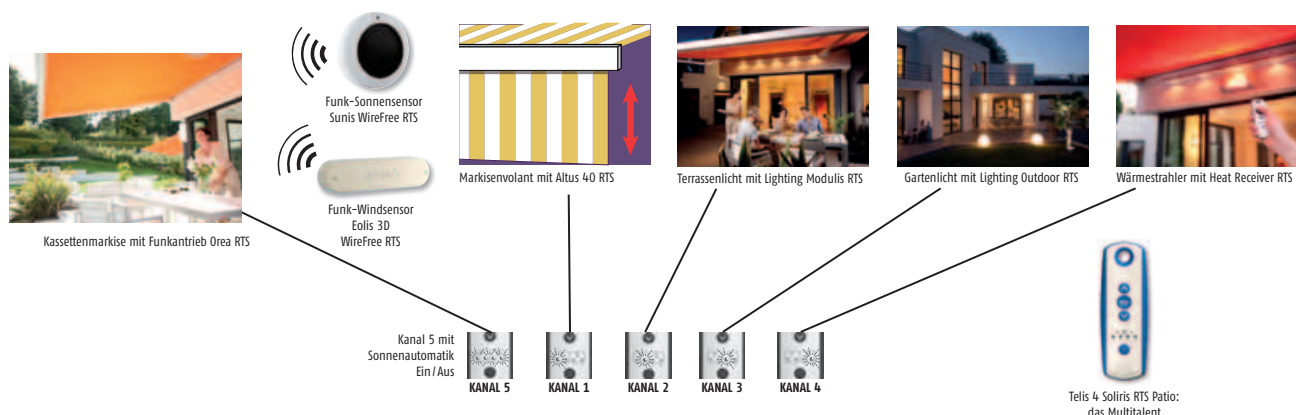 Funk-Sonnensensor
Sunis WireFree RTS
Funk-Windsensor
Eolis 3D
WireFree RTS
Kassettenmarkise mit Funkantrieb Orea RTS
Markisenvolant mit Altus 40 RTS
Terrassenlicht mit Lighting Modulis RTS
Gartenlicht mit Lighting Outdoor RTS
Wärmestrahler mit Heat Receiver RTS
Kanal 5 mit
Sonnenautomatik
Ein/Aus
KANAL 5
KANAL 1
KANAL 2
KANAL 3
KANAL 4
Telis 4 Soliris RTS Patio:
das Multitalent